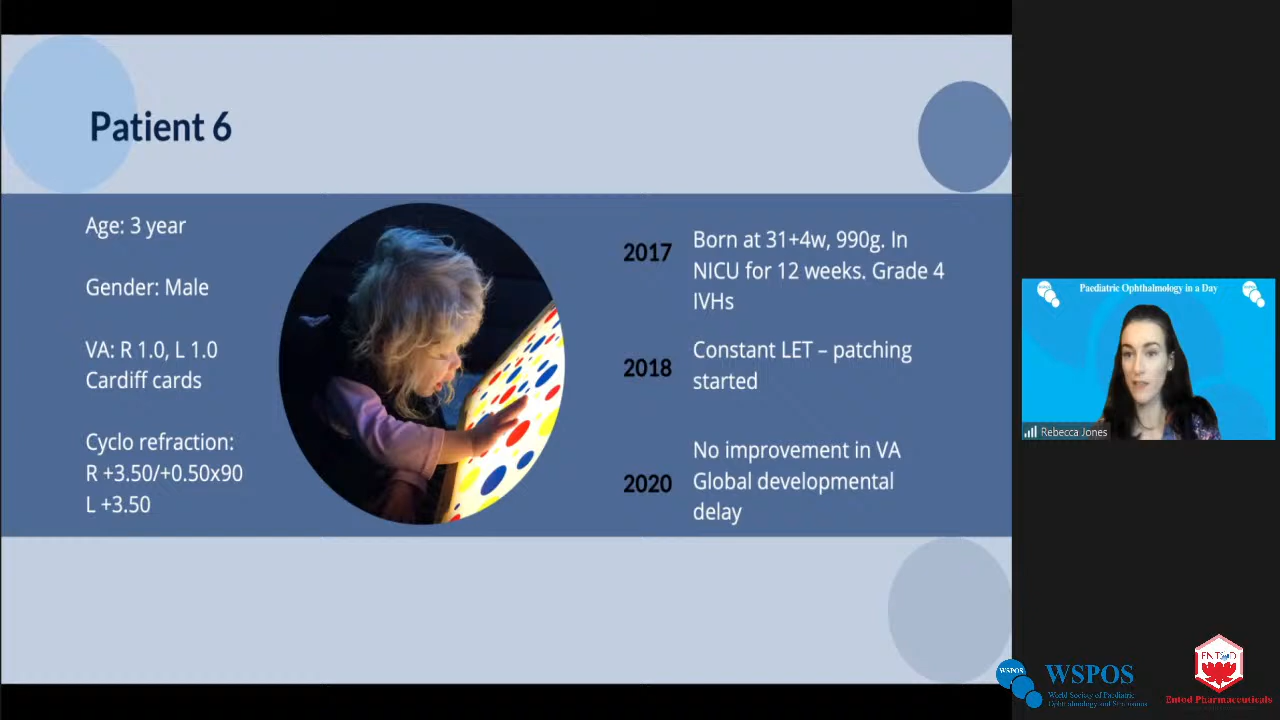 Patient 6
Age: 3 year
Gender: Male
VA: R 1.0, L 1.0
Cardiff cards
Cyclo refraction:
R +3.50/+0.50x90
L +3.50
2017
Born at 31+4w, 990g. In
NICU for 12 weeks. Grade 4
IVHs
2018
Constant LET – patching
started
2020
No improvement in VA
Global developmental
delay
Paediatric Ophthalmology in a Day
Rebecca Jones
WSPOS
WSPOS
World Society of Paediatric
Ophthalmology and Strabismus
ENTOD
Entod Pharmaceuticals